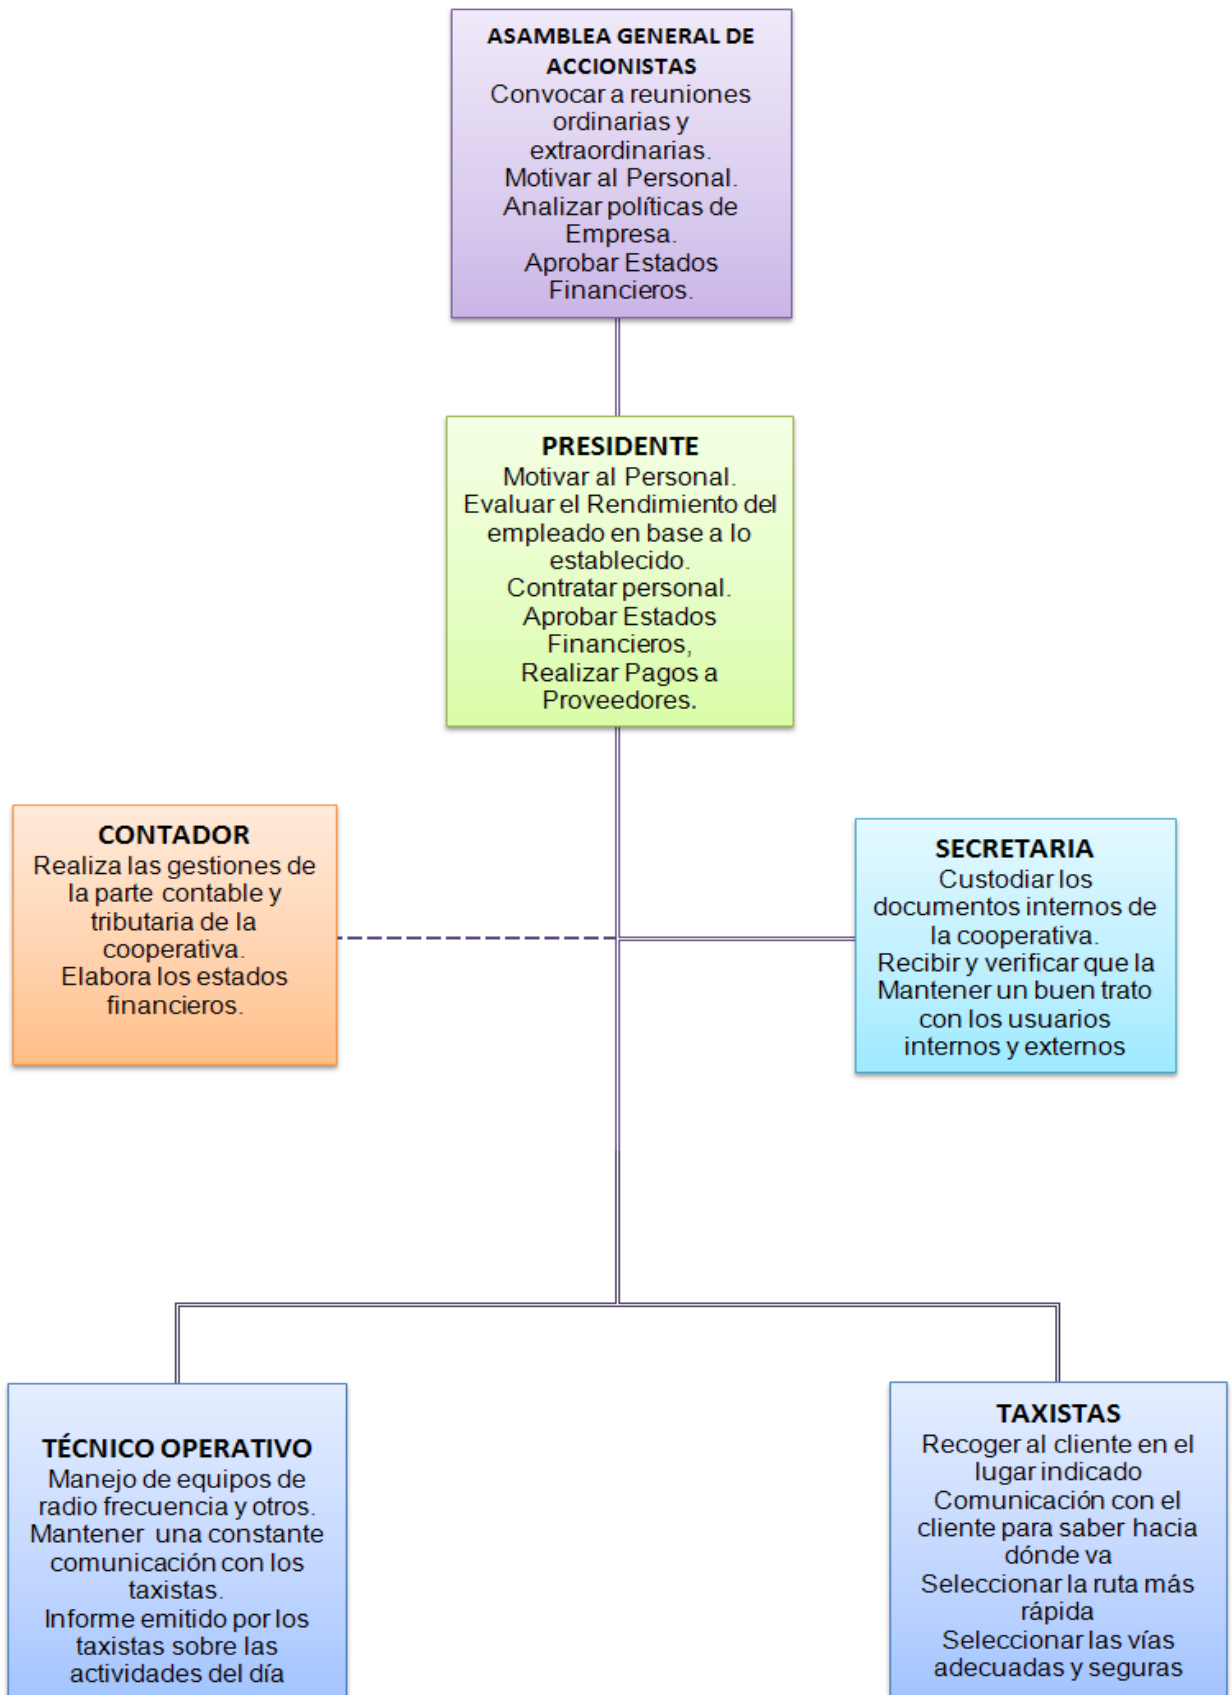 ASAMBLEA GENERAL DE
ACCIONISTAS
Convocar a reuniones
ordinarias y
extraordinarias.
Motivar al Personal.
Analizar políticas de
Empresa.
Aprobar Estados
Financieros.
PRESIDENTE
Motivar al Personal.
Evaluar el Rendimiento del
empleado en base a lo
establecido.
Contratar personal.
Aprobar Estados
Financieros,
Realizar Pagos a
Proveedores.
CONTADOR
Realiza las gestiones de
la parte contable y
tributaria de la
cooperativa.
Elabora los estados
financieros.
SECRETARIA
Custodiar los
documentos internos de
la cooperativa.
Recibir y verificar que la
Mantener un buen trato
con los usuarios
internos y externos
TÉCNICO OPERATIVO
Manejo de equipos de
radio frecuencia y otros.
Mantener una constante
comunicación con los
taxistas.
Informe emitido por los
taxistas sobre las
actividades del día
TAXISTAS
Recoger al cliente en el
lugar indicado
Comunicación con el
cliente para saber hacia
dónde va
Seleccionar la ruta más
rápida
Seleccionar las vías
adecuadas y seguras